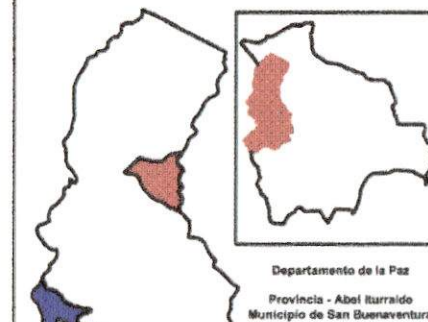 Departamento de la Paz
Provincia - Abel Iturralde
Municipio de San Buenaventura